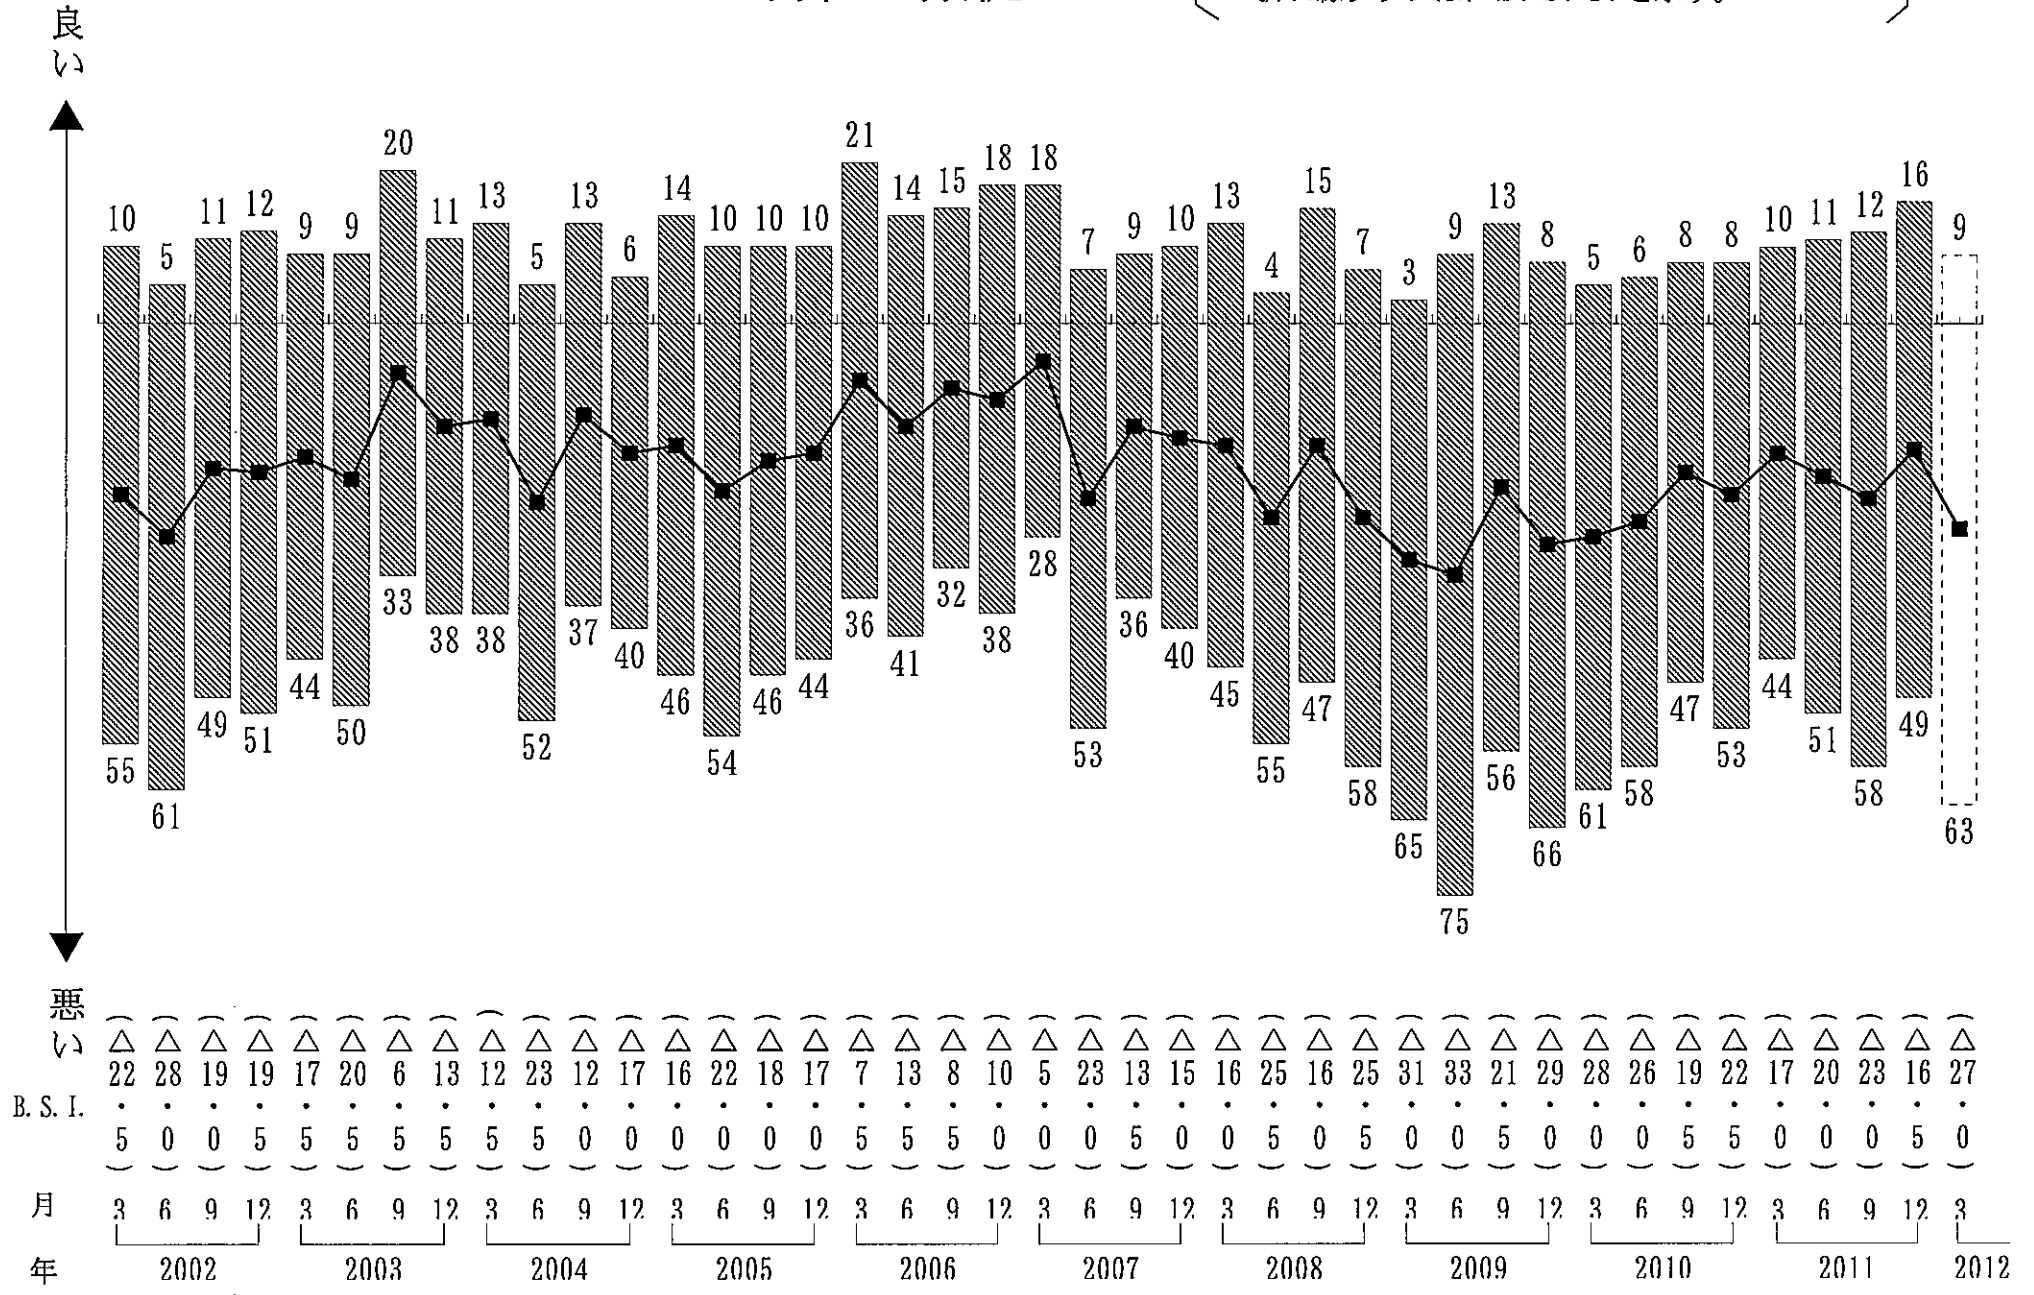 良い
10 5 11 12 9 9 20 11 13 5 13 6 14 10 10 10 21 14 15 18 18 7 9 10 13 4 15 7 3 9 13 8 5 6 8 8 10 11 12 16 9
55 61 49 51 44 50 33 38 38 52 37 40 46 54 46 44 36 41 32 38 28 53 36 40 45 55 47 58 65 75 56 66 61 58 47 53 44 51 58 49 63
悪い
B.S.I. (△22.5) (△28.0) (△19.0) (△19.5) (△17.5) (△20.5) (△6.5) (△13.5) (△12.5) (△23.5) (△12.0) (△17.0) (△16.0) (△22.0) (△18.0) (△17.0) (△7.5) (△13.5) (△8.5) (△10.0) (△5.0) (△23.0) (△13.5) (△15.0) (△16.0) (△25.5) (△16.0) (△25.5) (△31.0) (△33.0) (△21.5) (△29.0) (△28.0) (△26.0) (△19.5) (△22.5) (△17.0) (△20.0) (△23.0) (△16.5) (△27.0)
月 3 6 9 12 3 6 9 12 3 6 9 12 3 6 9 12 3 6 9 12 3 6 9 12 3 6 9 12 3 6 9 12 3 6 9 12 3 6 9 12 3
年 2002 2003 2004 2005 2006 2007 2008 2009 2010 2011 2012